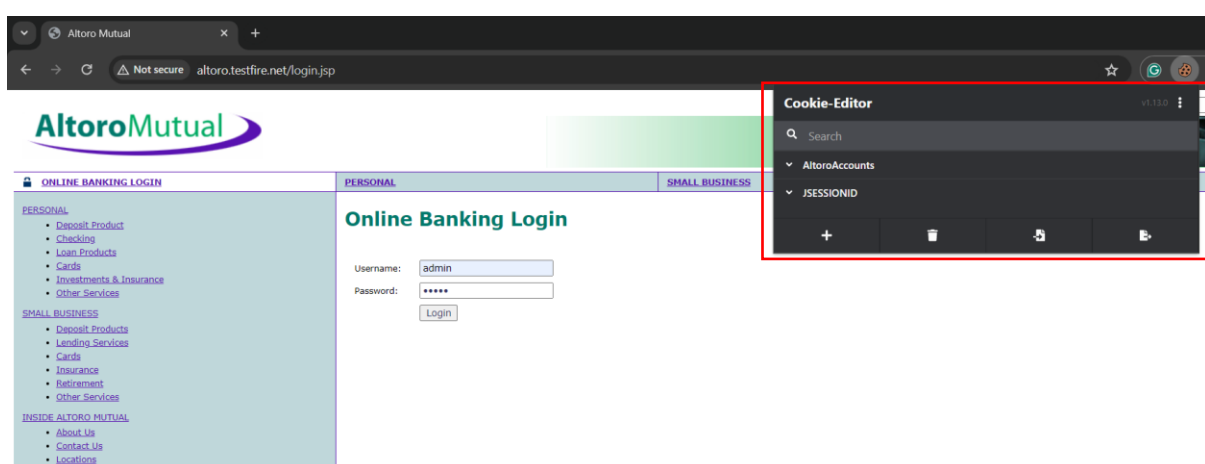 Altoro Mutual
Not secure altoro.testfire.net/login.jsp
Cookie-Editor v1.13.0
Search
AltoroAccounts
JSESSIONID
AltoroMutual
ONLINE BANKING LOGIN
PERSONAL
SMALL BUSINESS
PERSONAL
Deposit Product
Checking
Loan Products
Cards
Investments & Insurance
Other Services
SMALL BUSINESS
Deposit Products
Lending Services
Cards
Insurance
Retirement
Other Services
INSIDE ALTORO MUTUAL
About Us
Contact Us
Locations
Online Banking Login
Username: admin
Password: •••••
Login